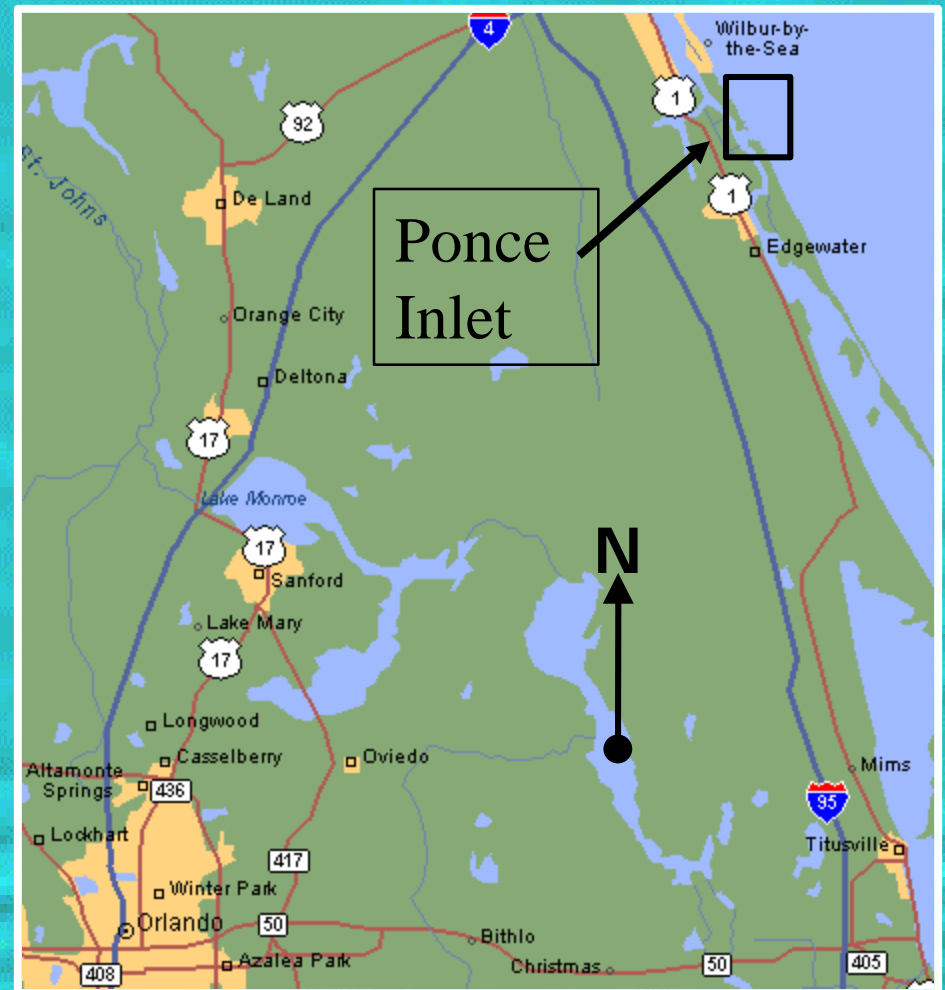 4
Wilbur-by-
the-Sea
1
92
St. Johns
De Land
1
Ponce
Inlet
Edgewater
Orange City
Deltona
17
Lake Monroe
17
Sanford
N
Lake Mary
17
Longwood
Casselberry
Oviedo
Altamonte
Springs
436
Mims
95
Lockhart
Titusville
417
Winter Park
Orlando
50
Bithlo
Azalea Park
408
Christmas
50
405